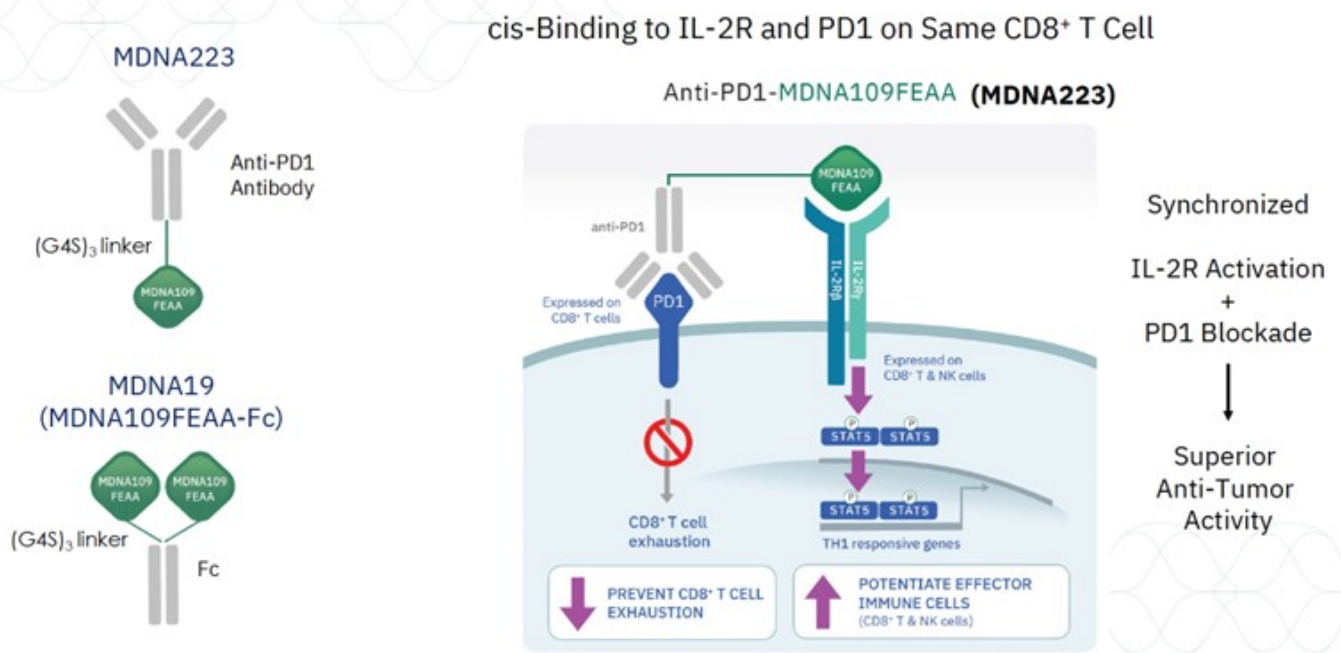 cis-Binding to IL-2R and PD1 on Same CD8⁺ T Cell
MDNA223
Anti-PD1
Antibody
(G4S)₃ linker
MDNA109
FEAA
MDNA19
(MDNA109FEAA-Fc)
MDNA109
FEAA
MDNA109
FEAA
(G4S)₃ linker
Fc
Anti-PD1-MDNA109FEAA (MDNA223)
MDNA109
FEAA
anti-PD1
IL-2Rβ
IL-2Rγ
PD1
Expressed on
CD8⁺ T cells
Expressed on
CD8⁺ T & NK cells
P P
STAT5 STAT5
P P
STAT5 STAT5
TH1 responsive genes
CD8⁺ T cell
exhaustion
PREVENT CD8⁺ T CELL
EXHAUSTION
POTENTIATE EFFECTOR
IMMUNE CELLS
(CD8⁺ T & NK cells)
Synchronized
IL-2R Activation
+
PD1 Blockade
Superior
Anti-Tumor
Activity